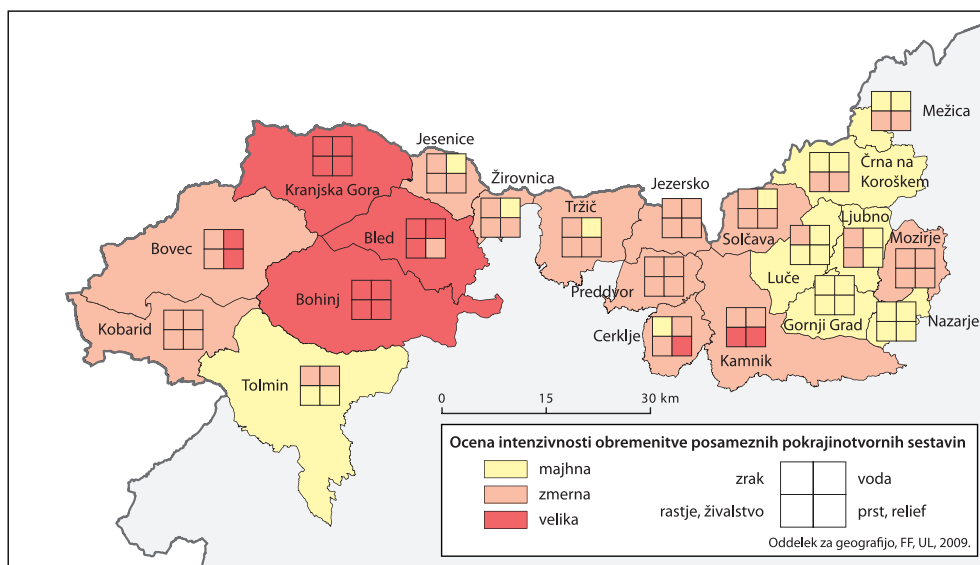 Mežica
Jesenice
Črna na
Koroškem
Žirovnica
Kranjska Gora
Jezersko
Tržič
Ljubno
Solčava
Mozirje
Bovec
Bled
Luče
Bohinj
Preddvor
Gornji Grad
Nazarje
Kobarid
Cerklje
Kamnik
Tolmin
0 15 30 km
Ocena intenzivnosti obremenitve posameznih pokrajinotvornih sestavin
majhna
zmerna
velika
zrak
voda
rastje, živalstvo
prst, relief
Oddelek za geografijo, FF, UL, 2009.